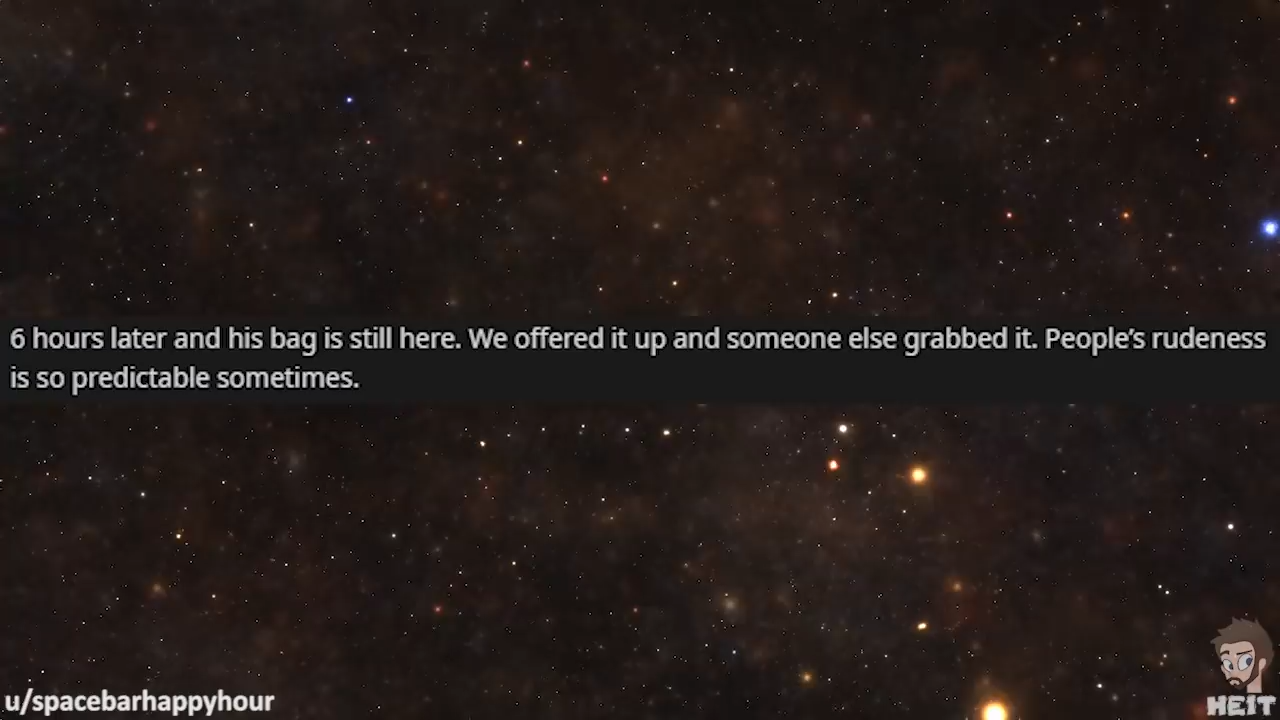 6 hours later and his bag is still here. We offered it up and someone else grabbed it. People’s rudeness
is so predictable sometimes.
u/spacebarhappyhour
HEIT